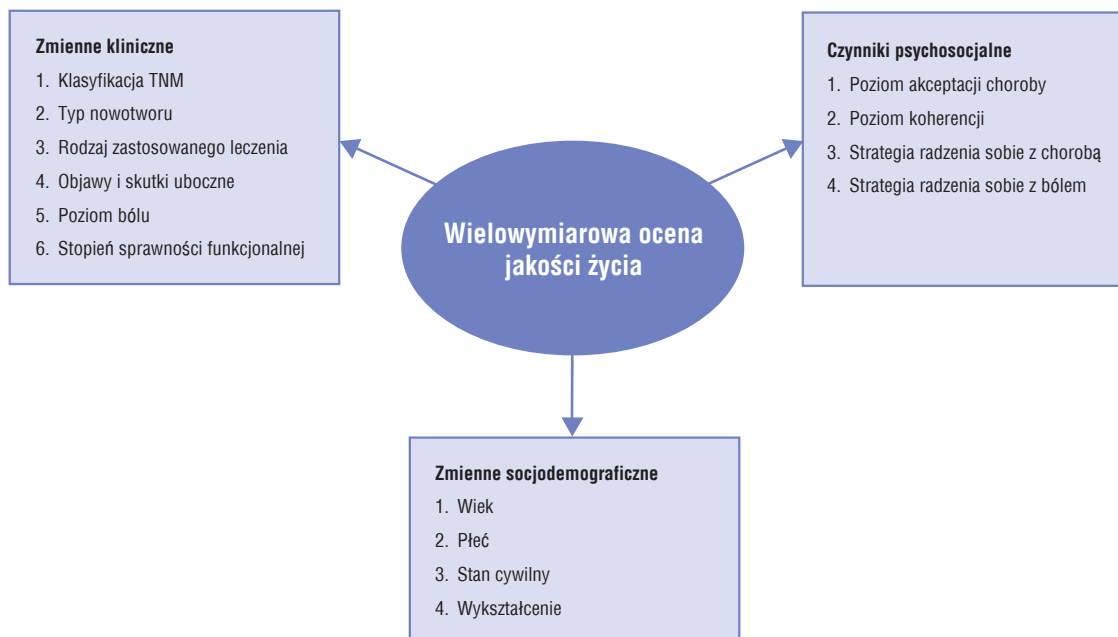 Zmienne kliniczne
1. Klasyfikacja TNM
2. Typ nowotworu
3. Rodzaj zastosowanego leczenia
4. Objawy i skutki uboczne
5. Poziom bólu
6. Stopień sprawności funkcjonalnej
Czynniki psychosocjalne
1. Poziom akceptacji choroby
2. Poziom koherencji
3. Strategia radzenia sobie z chorobą
4. Strategia radzenia sobie z bólem
Wielowymiarowa ocena
jakości życia
Zmienne socjodemograficzne
1. Wiek
2. Płeć
3. Stan cywilny
4. Wykształcenie